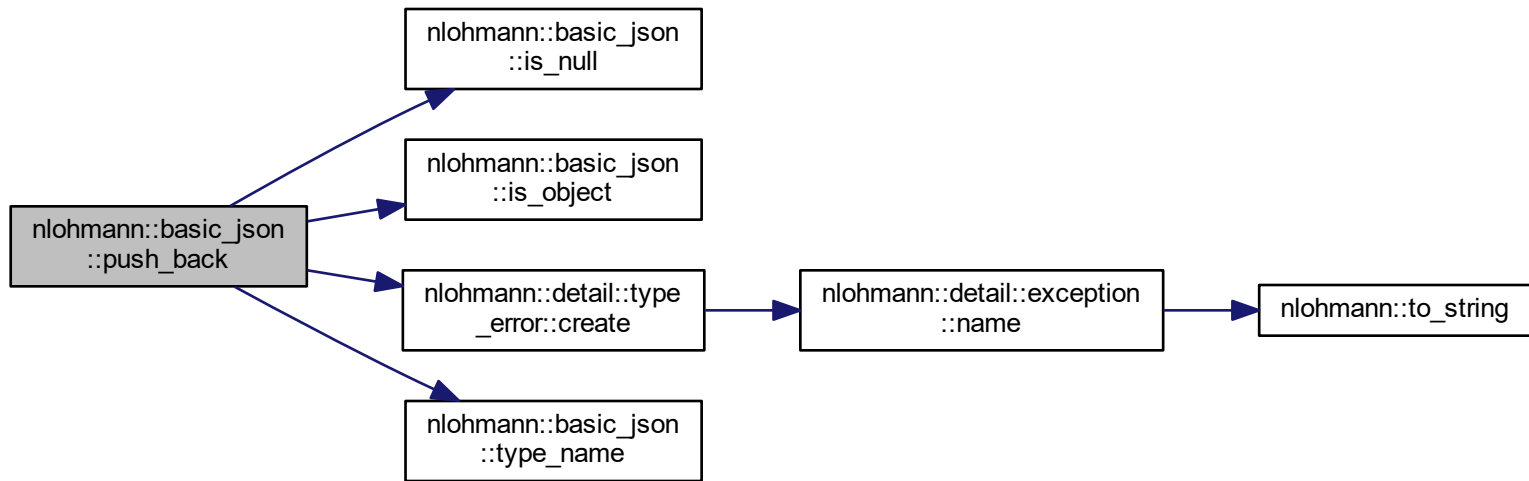 nlohmann::basic_json
::is_null
nlohmann::basic_json
::is_object
nlohmann::basic_json
::push_back
nlohmann::detail::type
_error::create
nlohmann::detail::exception
::name
nlohmann::to_string
nlohmann::basic_json
::type_name